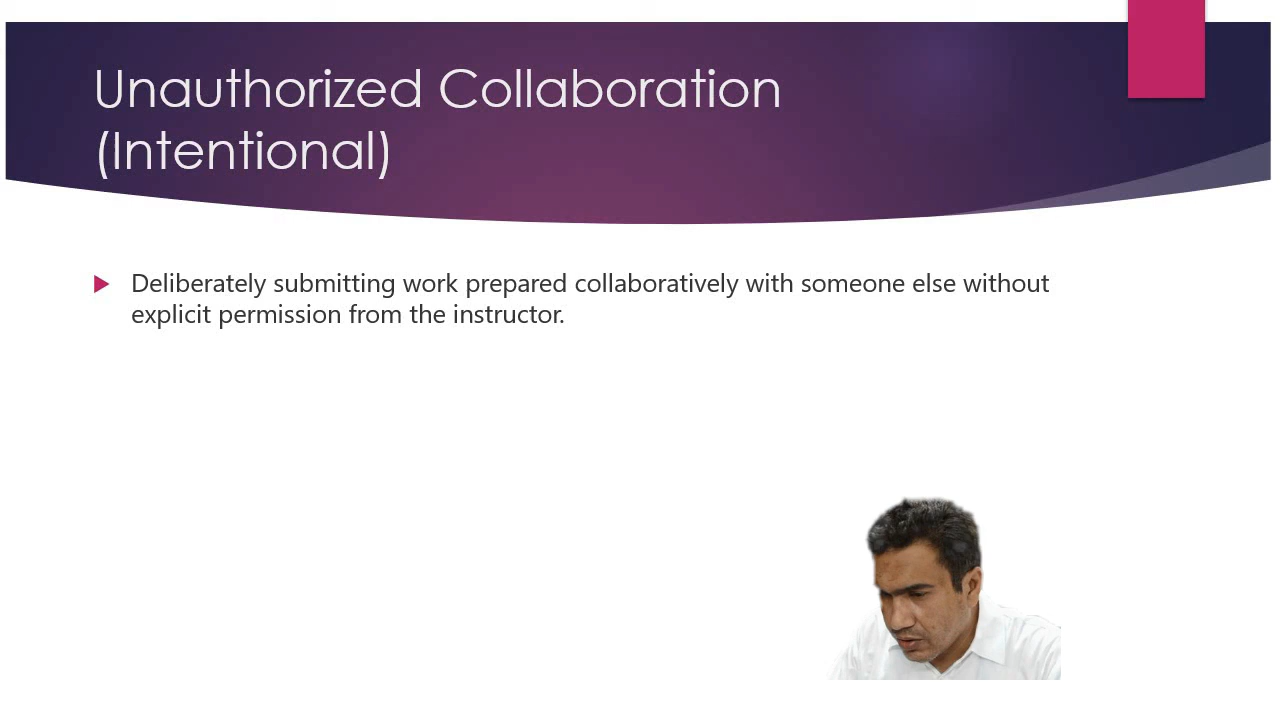 Unauthorized Collaboration
(Intentional)
Deliberately submitting work prepared collaboratively with someone else without
explicit permission from the instructor.